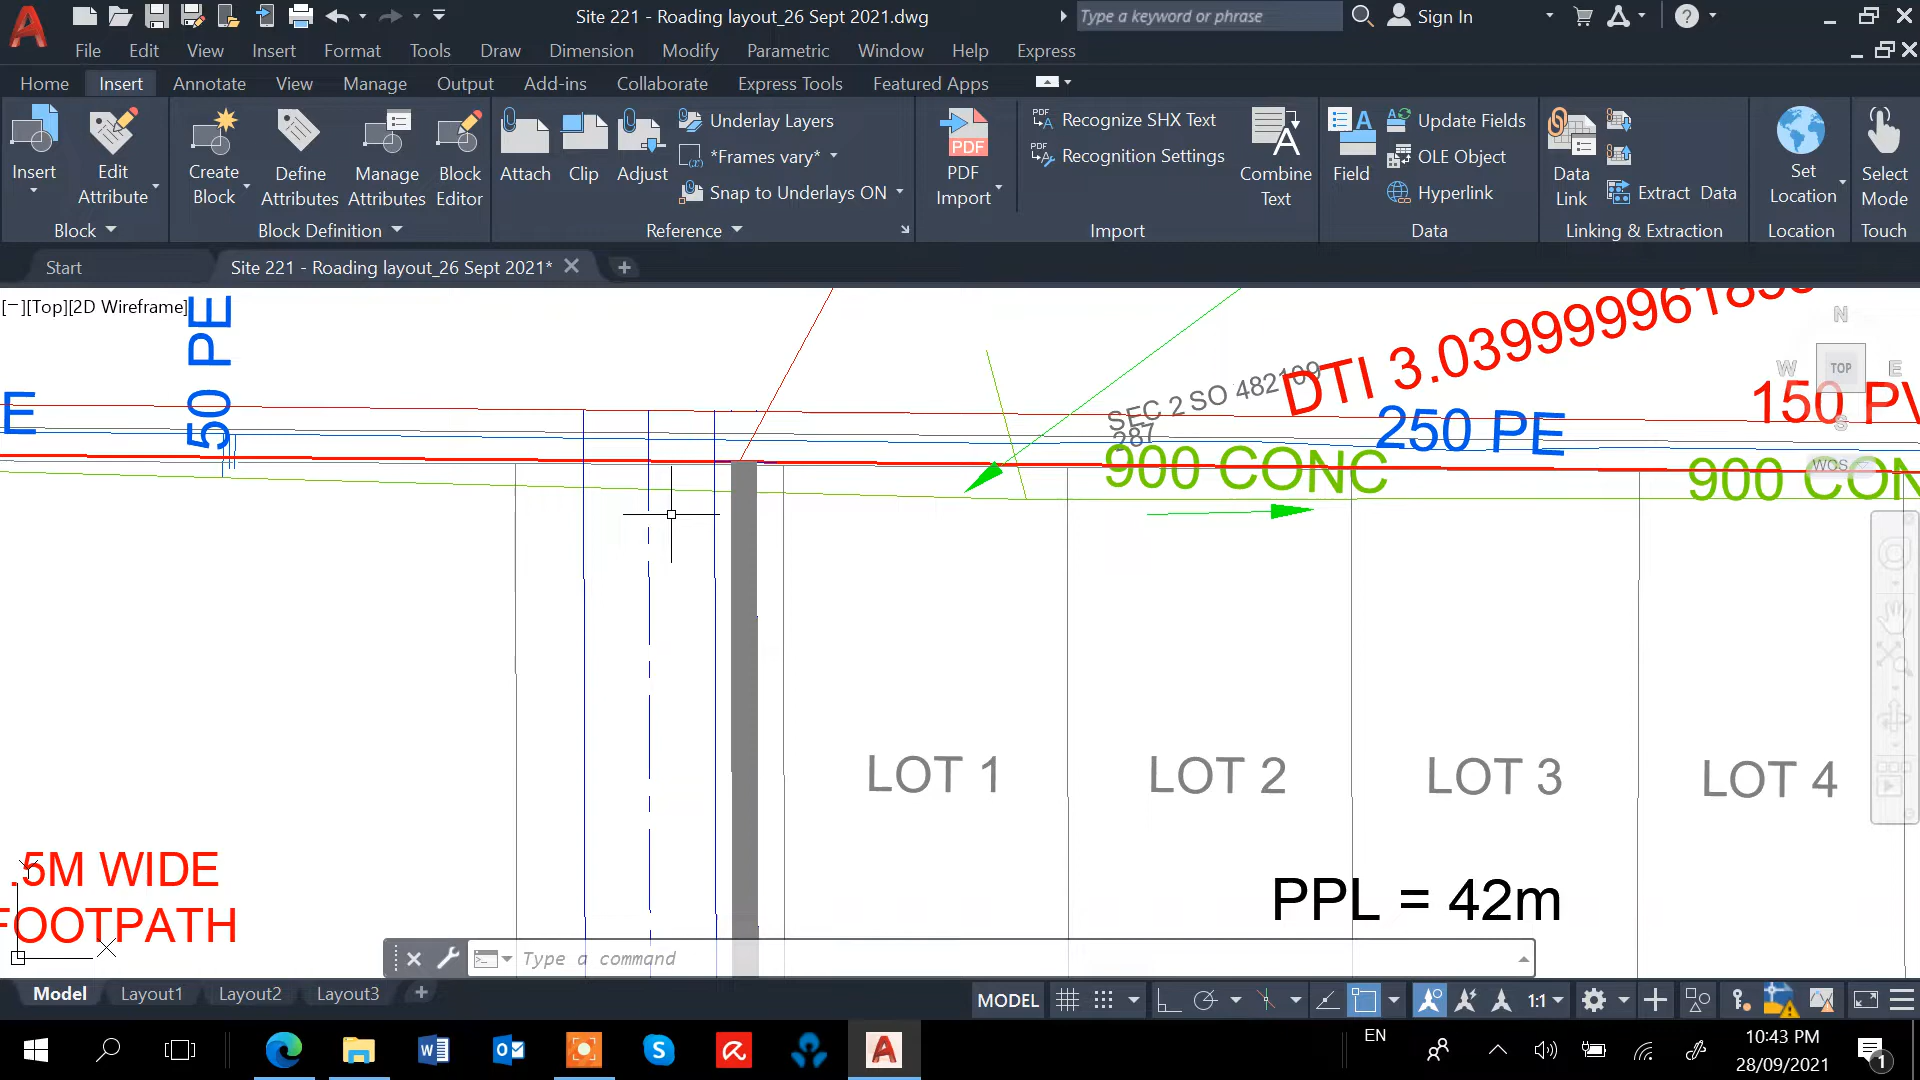 Site 221 - Roading layout_26 Sept 2021.dwg
Type a keyword or phrase
Sign In
File Edit View Insert Format Tools Draw Dimension Modify Parametric Window Help Express
Home Insert Annotate View Manage Output Add-ins Collaborate Express Tools Featured Apps
Insert
Edit Attribute
Block
Create Block
Define Attributes
Manage Attributes
Block Editor
Block Definition
Attach
Clip
Adjust
Underlay Layers
*Frames vary*
Snap to Underlays ON
Reference
PDF
PDF Import
PDF
Recognize SHX Text
PDF
Recognition Settings
Combine Text
Import
Field
Update Fields
OLE Object
Hyperlink
Data
Data Link
Extract Data
Linking & Extraction
Set Location
Location
Select Mode
Touch
Start
Site 221 - Roading layout_26 Sept 2021*
[−][Top][2D Wireframe]
50 PE
E
SEC 2 SO 482109
287
DTI 3.0399999618530
250 PE
150 PV
900 CONC
900 CON
N
W
TOP
E
S
WCS
LOT 1
LOT 2
LOT 3
LOT 4
.5M WIDE
FOOTPATH
PPL = 42m
Y
X
Type a command
Model
Layout1
Layout2
Layout3
MODEL
1:1
EN
10:43 PM
28/09/2021
1